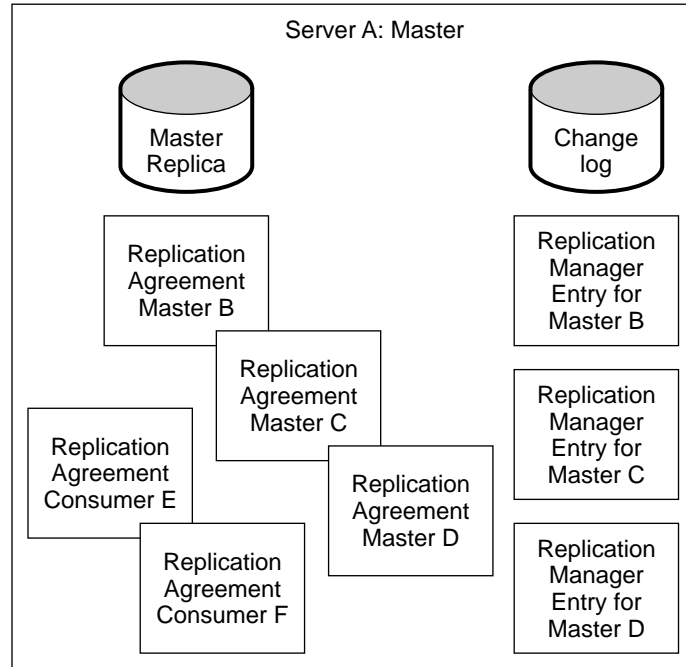 Server A: Master
Master
Replica
Change
log
Replication
Agreement
Master B
Replication
Manager
Entry for
Master B
Replication
Agreement
Master C
Replication
Manager
Entry for
Master C
Replication
Agreement
Consumer E
Replication
Agreement
Master D
Replication
Agreement
Consumer F
Replication
Manager
Entry for
Master D